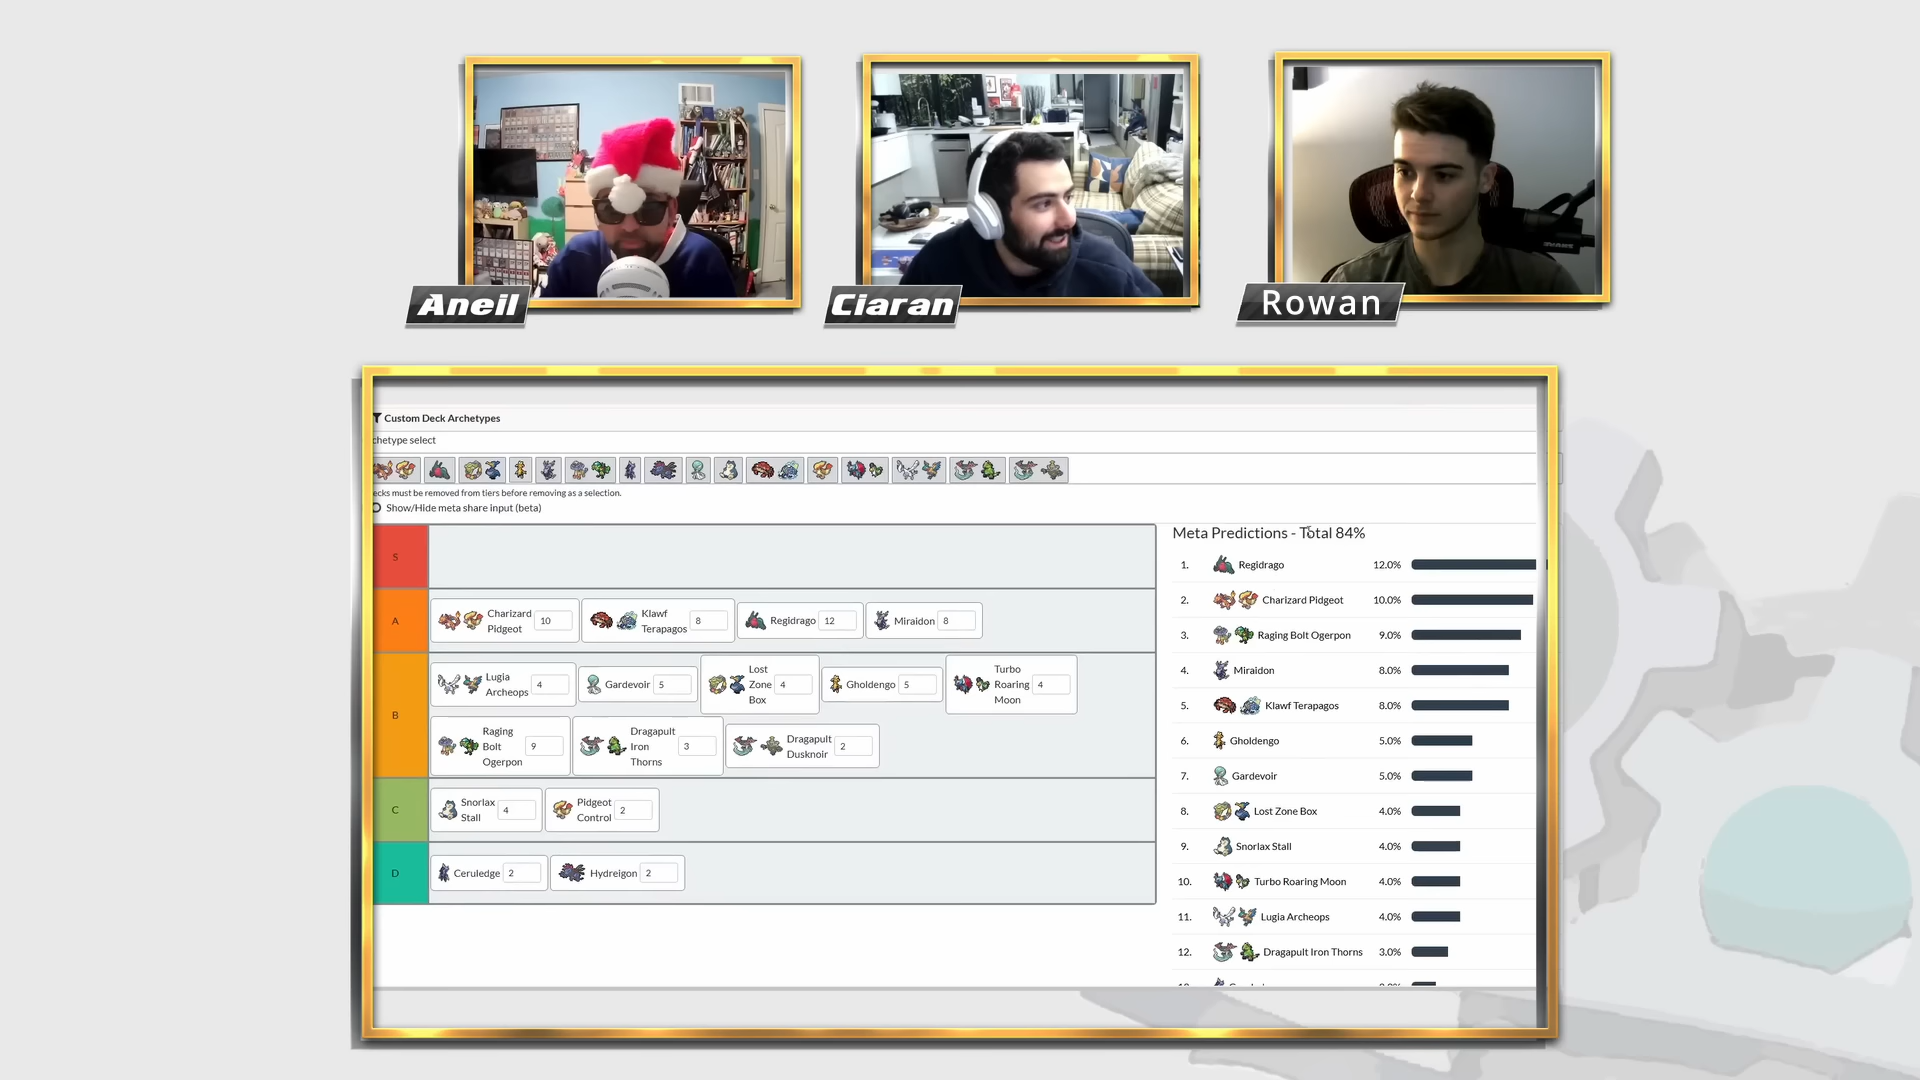 Aneil
Ciaran
Rowan
Custom Deck Archetypes
chetype select
ecks must be removed from tiers before removing as a selection.
Show/Hide meta share input (beta)
S
A
Charizard
Pidgeot
10
Klawf
Terapagos
8
Regidrago
12
Miraidon
8
B
Lugia
Archeops
4
Gardevoir
5
Lost
Zone
Box
4
Gholdengo
5
Turbo
Roaring
Moon
4
Raging
Bolt
Ogerpon
9
Dragapult
Iron
Thorns
3
Dragapult
Dusknoir
2
C
Snorlax
Stall
4
Pidgeot
Control
2
D
Ceruledge
2
Hydreigon
2
Meta Predictions - Total 84%
1. Regidrago 12.0%
2. Charizard Pidgeot 10.0%
3. Raging Bolt Ogerpon 9.0%
4. Miraidon 8.0%
5. Klawf Terapagos 8.0%
6. Gholdengo 5.0%
7. Gardevoir 5.0%
8. Lost Zone Box 4.0%
9. Snorlax Stall 4.0%
10. Turbo Roaring Moon 4.0%
11. Lugia Archeops 4.0%
12. Dragapult Iron Thorns 3.0%